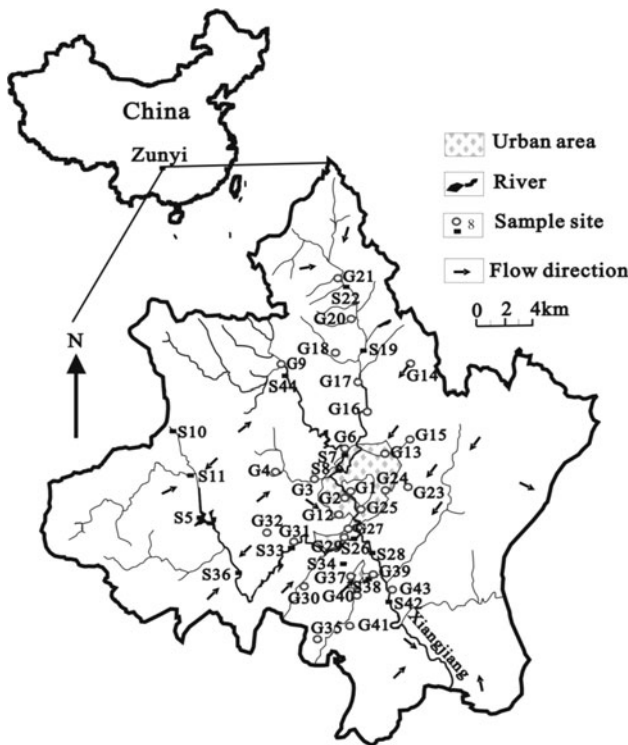 China
Zunyi
Urban area
River
8
Sample site
Flow direction
0 2 4km
N
G21
S22
G20
G18
S19
G9
S44
G17
G14
G16
S10
G6
S7
G15
G13
S11
G4
S8
G3
G24
G1
G2
G23
S5
G12
G25
G32
G31
G27
G29
S26
S33
S28
S34
S36
G37
G39
S38
G30
G40
G43
S42
G35
G41
Xiangjiang